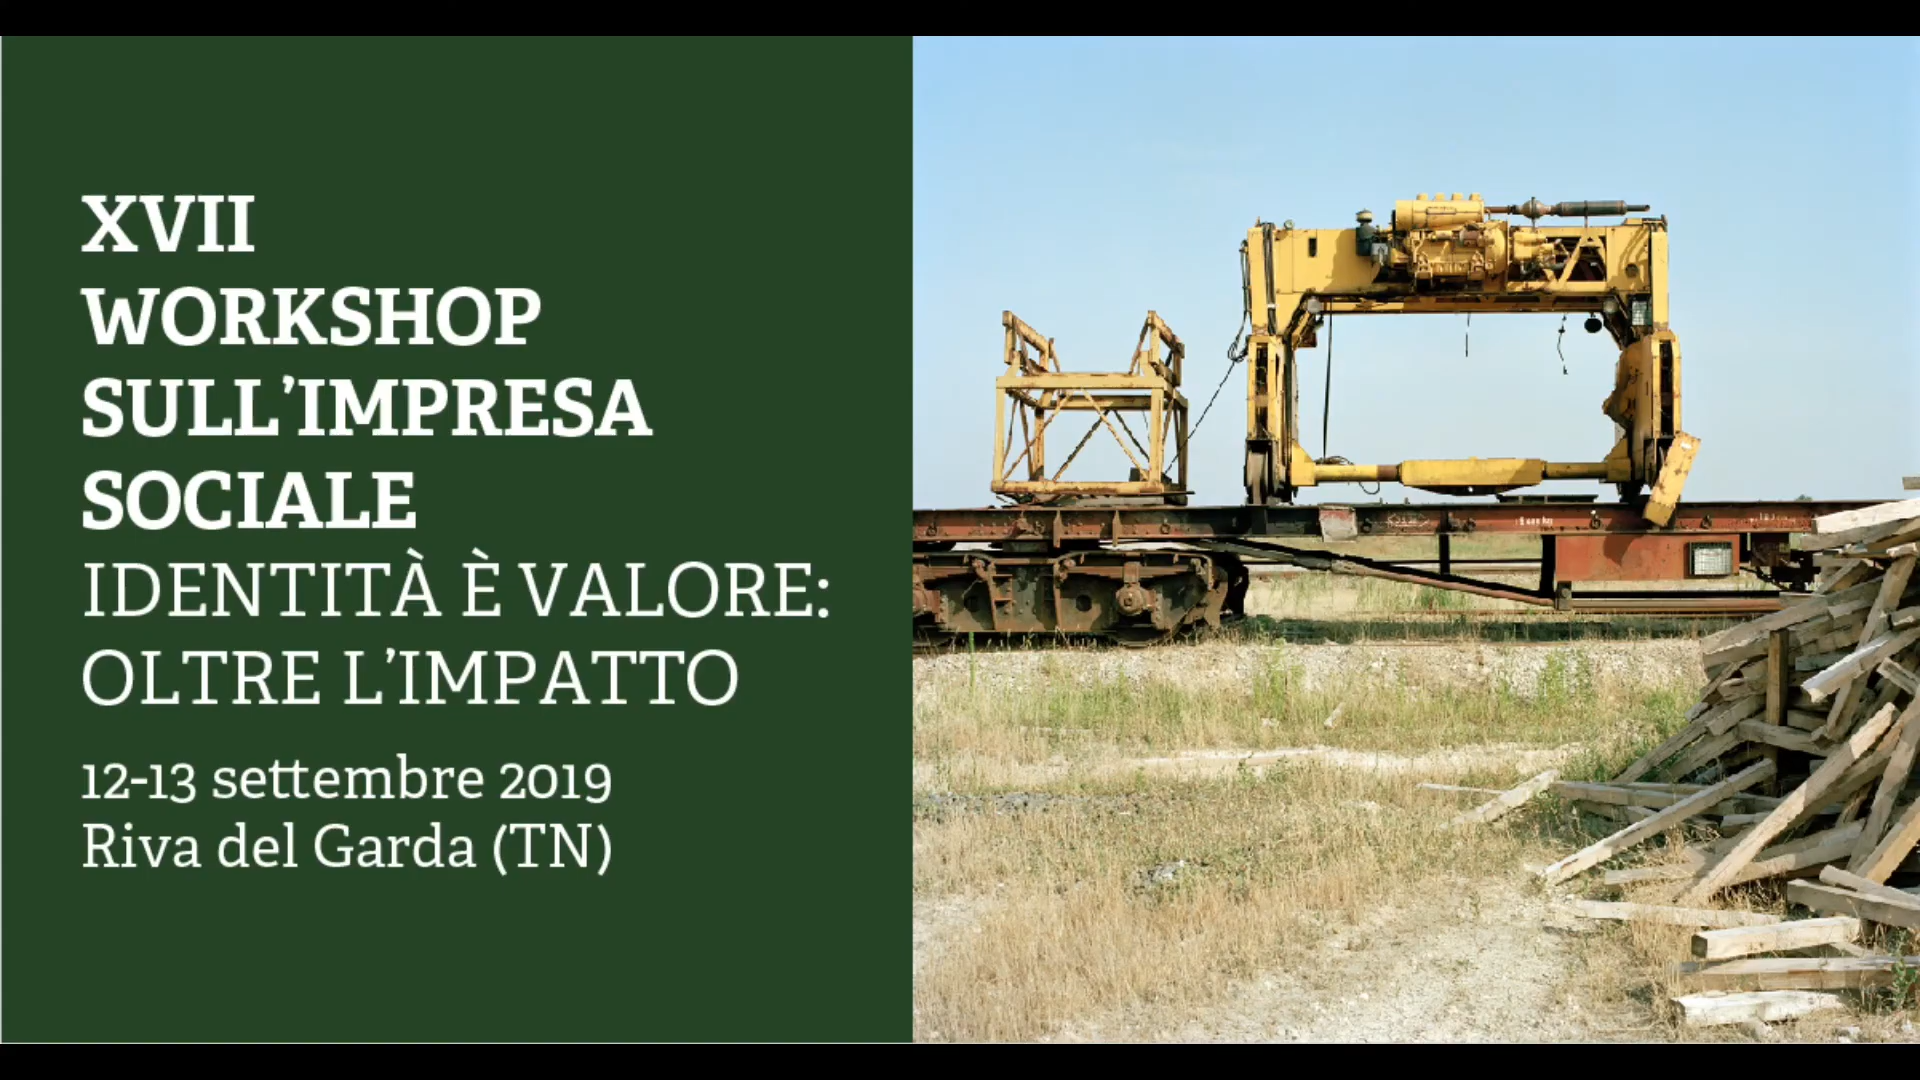 XVII
WORKSHOP
SULL'IMPRESA
SOCIALE
IDENTITÀ È VALORE:
OLTRE L'IMPATTO
12-13 settembre 2019
Riva del Garda (TN)